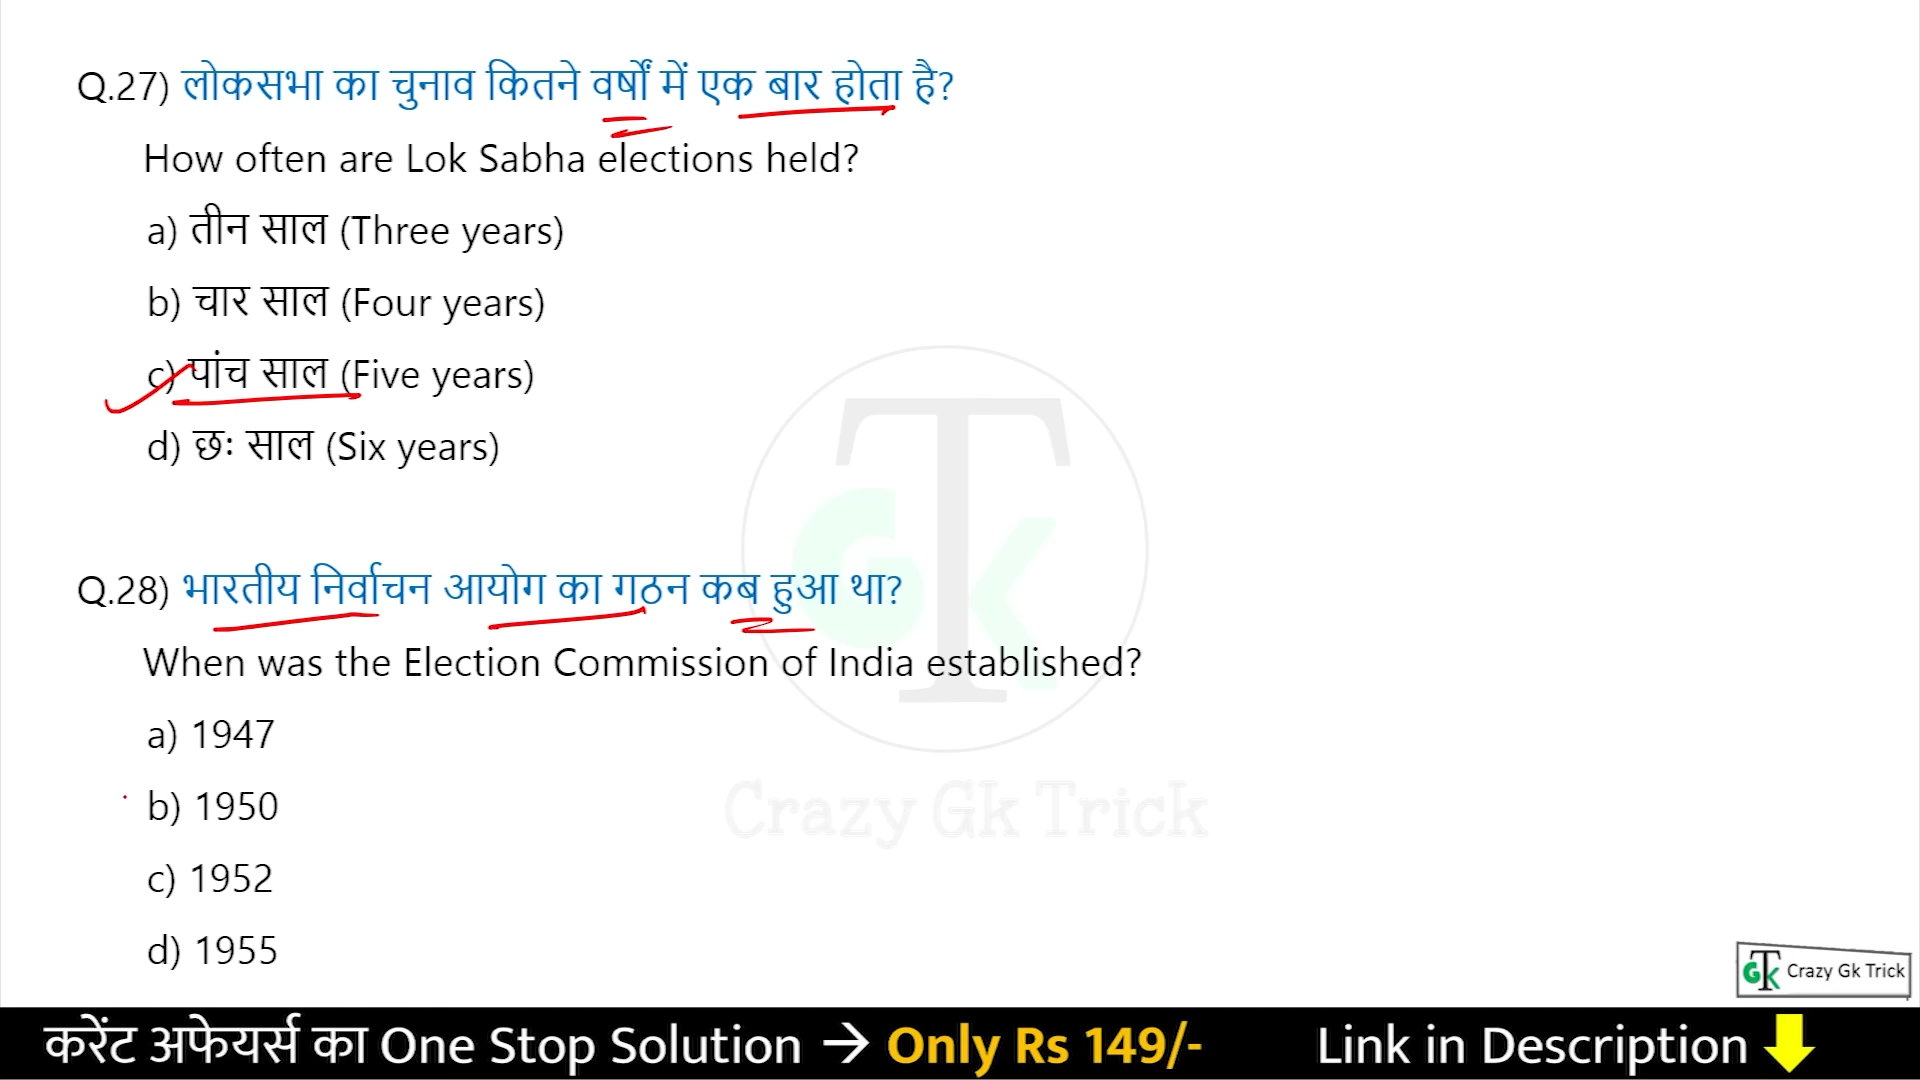 Q.27) लोकसभा का चुनाव कितने वर्षों में एक बार होता है?
How often are Lok Sabha elections held?
a) तीन साल (Three years)
b) चार साल (Four years)
c) पांच साल (Five years)
d) छः साल (Six years)
Q.28) भारतीय निर्वाचन आयोग का गठन कब हुआ था?
When was the Election Commission of India established?
a) 1947
b) 1950
c) 1952
d) 1955
GTK
Crazy Gk Trick
GTK Crazy Gk Trick
करेंट अफेयर्स का One Stop Solution → Only Rs 149/- Link in Description